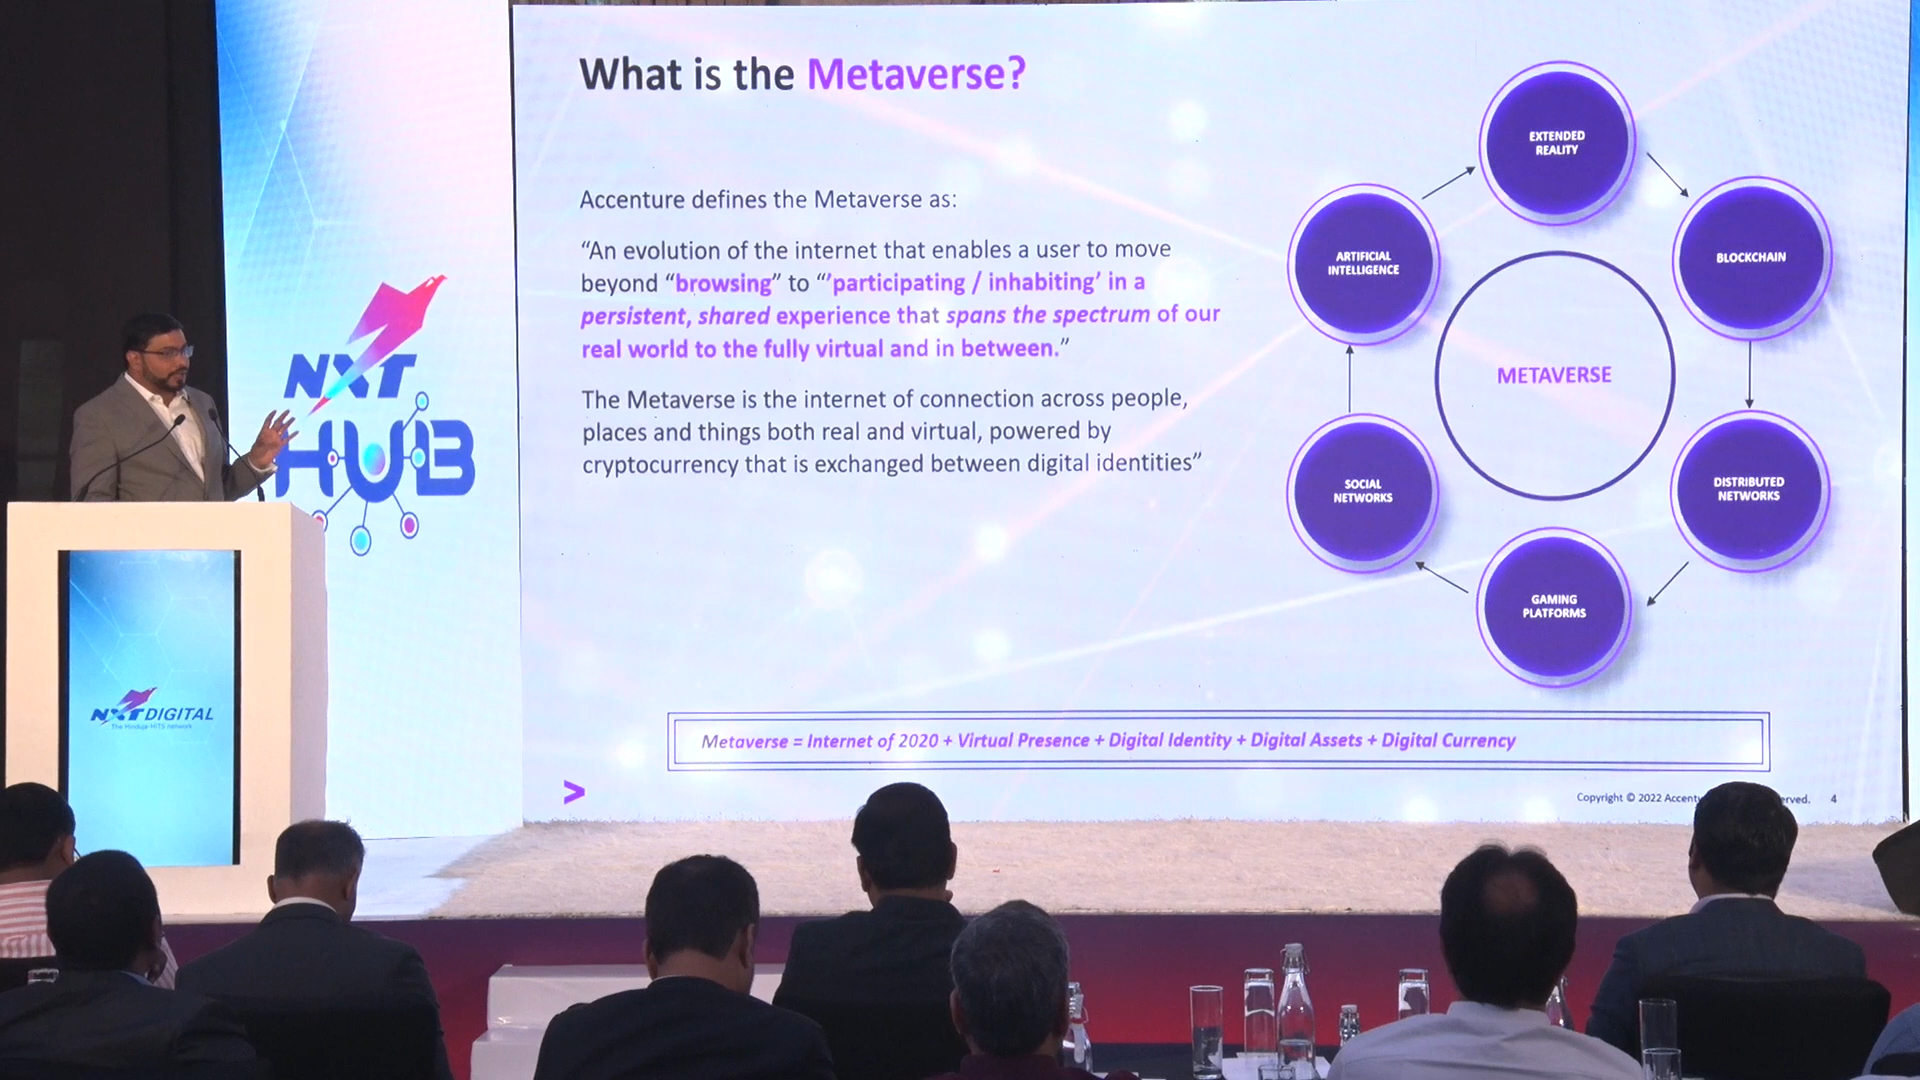 What is the Metaverse?
Accenture defines the Metaverse as:
“An evolution of the internet that enables a user to move
beyond “browsing” to “’participating / inhabiting’ in a
persistent, shared experience that spans the spectrum of our
real world to the fully virtual and in between.”
The Metaverse is the internet of connection across people,
places and things both real and virtual, powered by
cryptocurrency that is exchanged between digital identities”
EXTENDED
REALITY
BLOCKCHAIN
DISTRIBUTED
NETWORKS
GAMING
PLATFORMS
SOCIAL
NETWORKS
ARTIFICIAL
INTELLIGENCE
METAVERSE
Metaverse = Internet of 2020 + Virtual Presence + Digital Identity + Digital Assets + Digital Currency
>
Copyright © 2022 4
NXT
HUB
NXTDIGITAL
The Hinduja HITS network